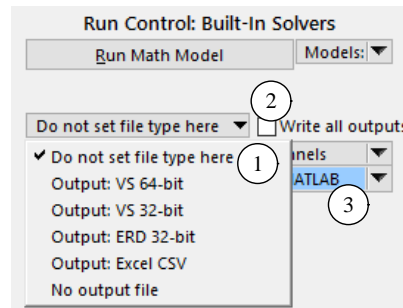 Run Control: Built-In Solvers
Run Math Model Models:
2
Do not set file type here Write all outputs
Do not set file type here
1
Output: VS 64-bit
Output: VS 32-bit
3
Output: ERD 32-bit
Output: Excel CSV
No output file